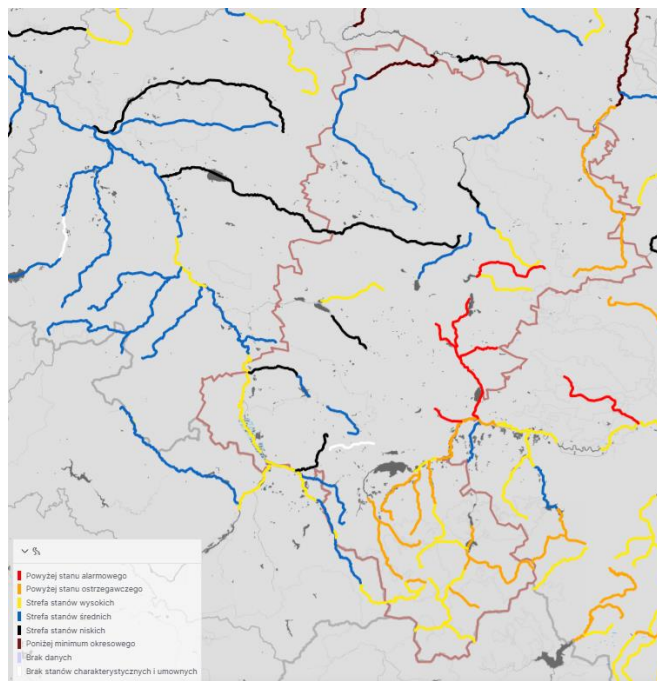 Powyżej stanu alarmowego
Powyżej stanu ostrzegawczego
Strefa stanów wysokich
Strefa stanów średnich
Strefa stanów niskich
Poniżej minimum okresowego
Brak danych
Brak stanów charakterystycznych i umownych